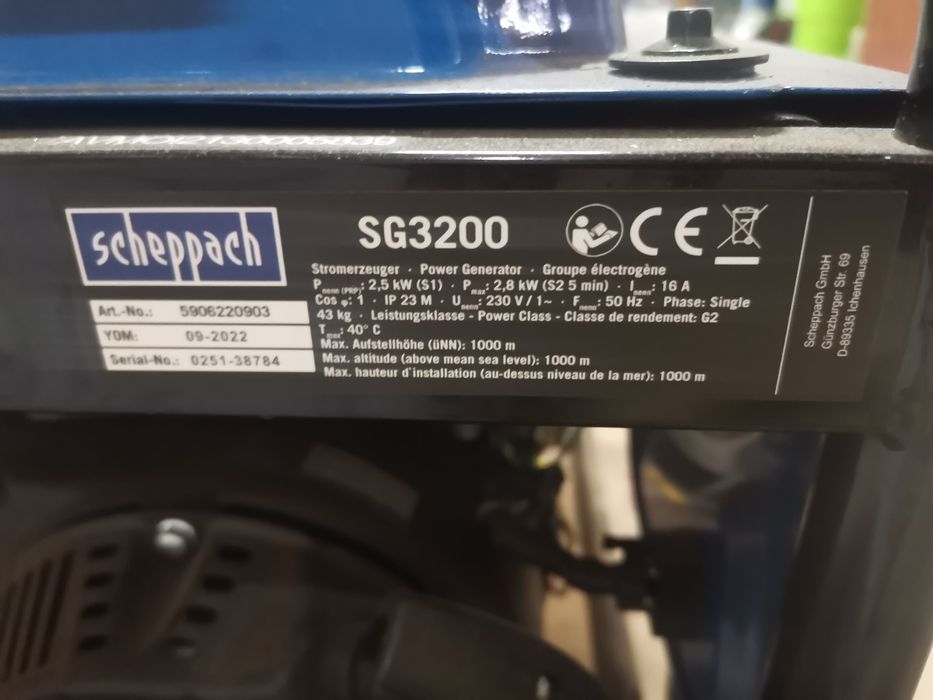 scheppach
SG3200
CE
Stromerzeuger · Power Generator · Groupe électrogène
Pnenn (PRP): 2,5 kW (S1) · Pmax: 2,8 kW (S2 5 min) · Inenn: 16 A
Cos φ: 1 · IP 23 M · Unenn: 230 V / 1~ · Fnenn: 50 Hz · Phase: Single
43 kg · Leistungsklasse - Power Class - Classe de rendement: G2
Tmax: 40° C
Max. Aufstellhöhe (üNN): 1000 m
Max. altitude (above mean sea level): 1000 m
Max. hauteur d'installation (au-dessus niveau de la mer): 1000 m
Art.-No.: 5906220903
YOM: 09-2022
Serial-No.: 0251-38784
Scheppach GmbH
Günzburger Str. 69
D-89335 Ichenhausen